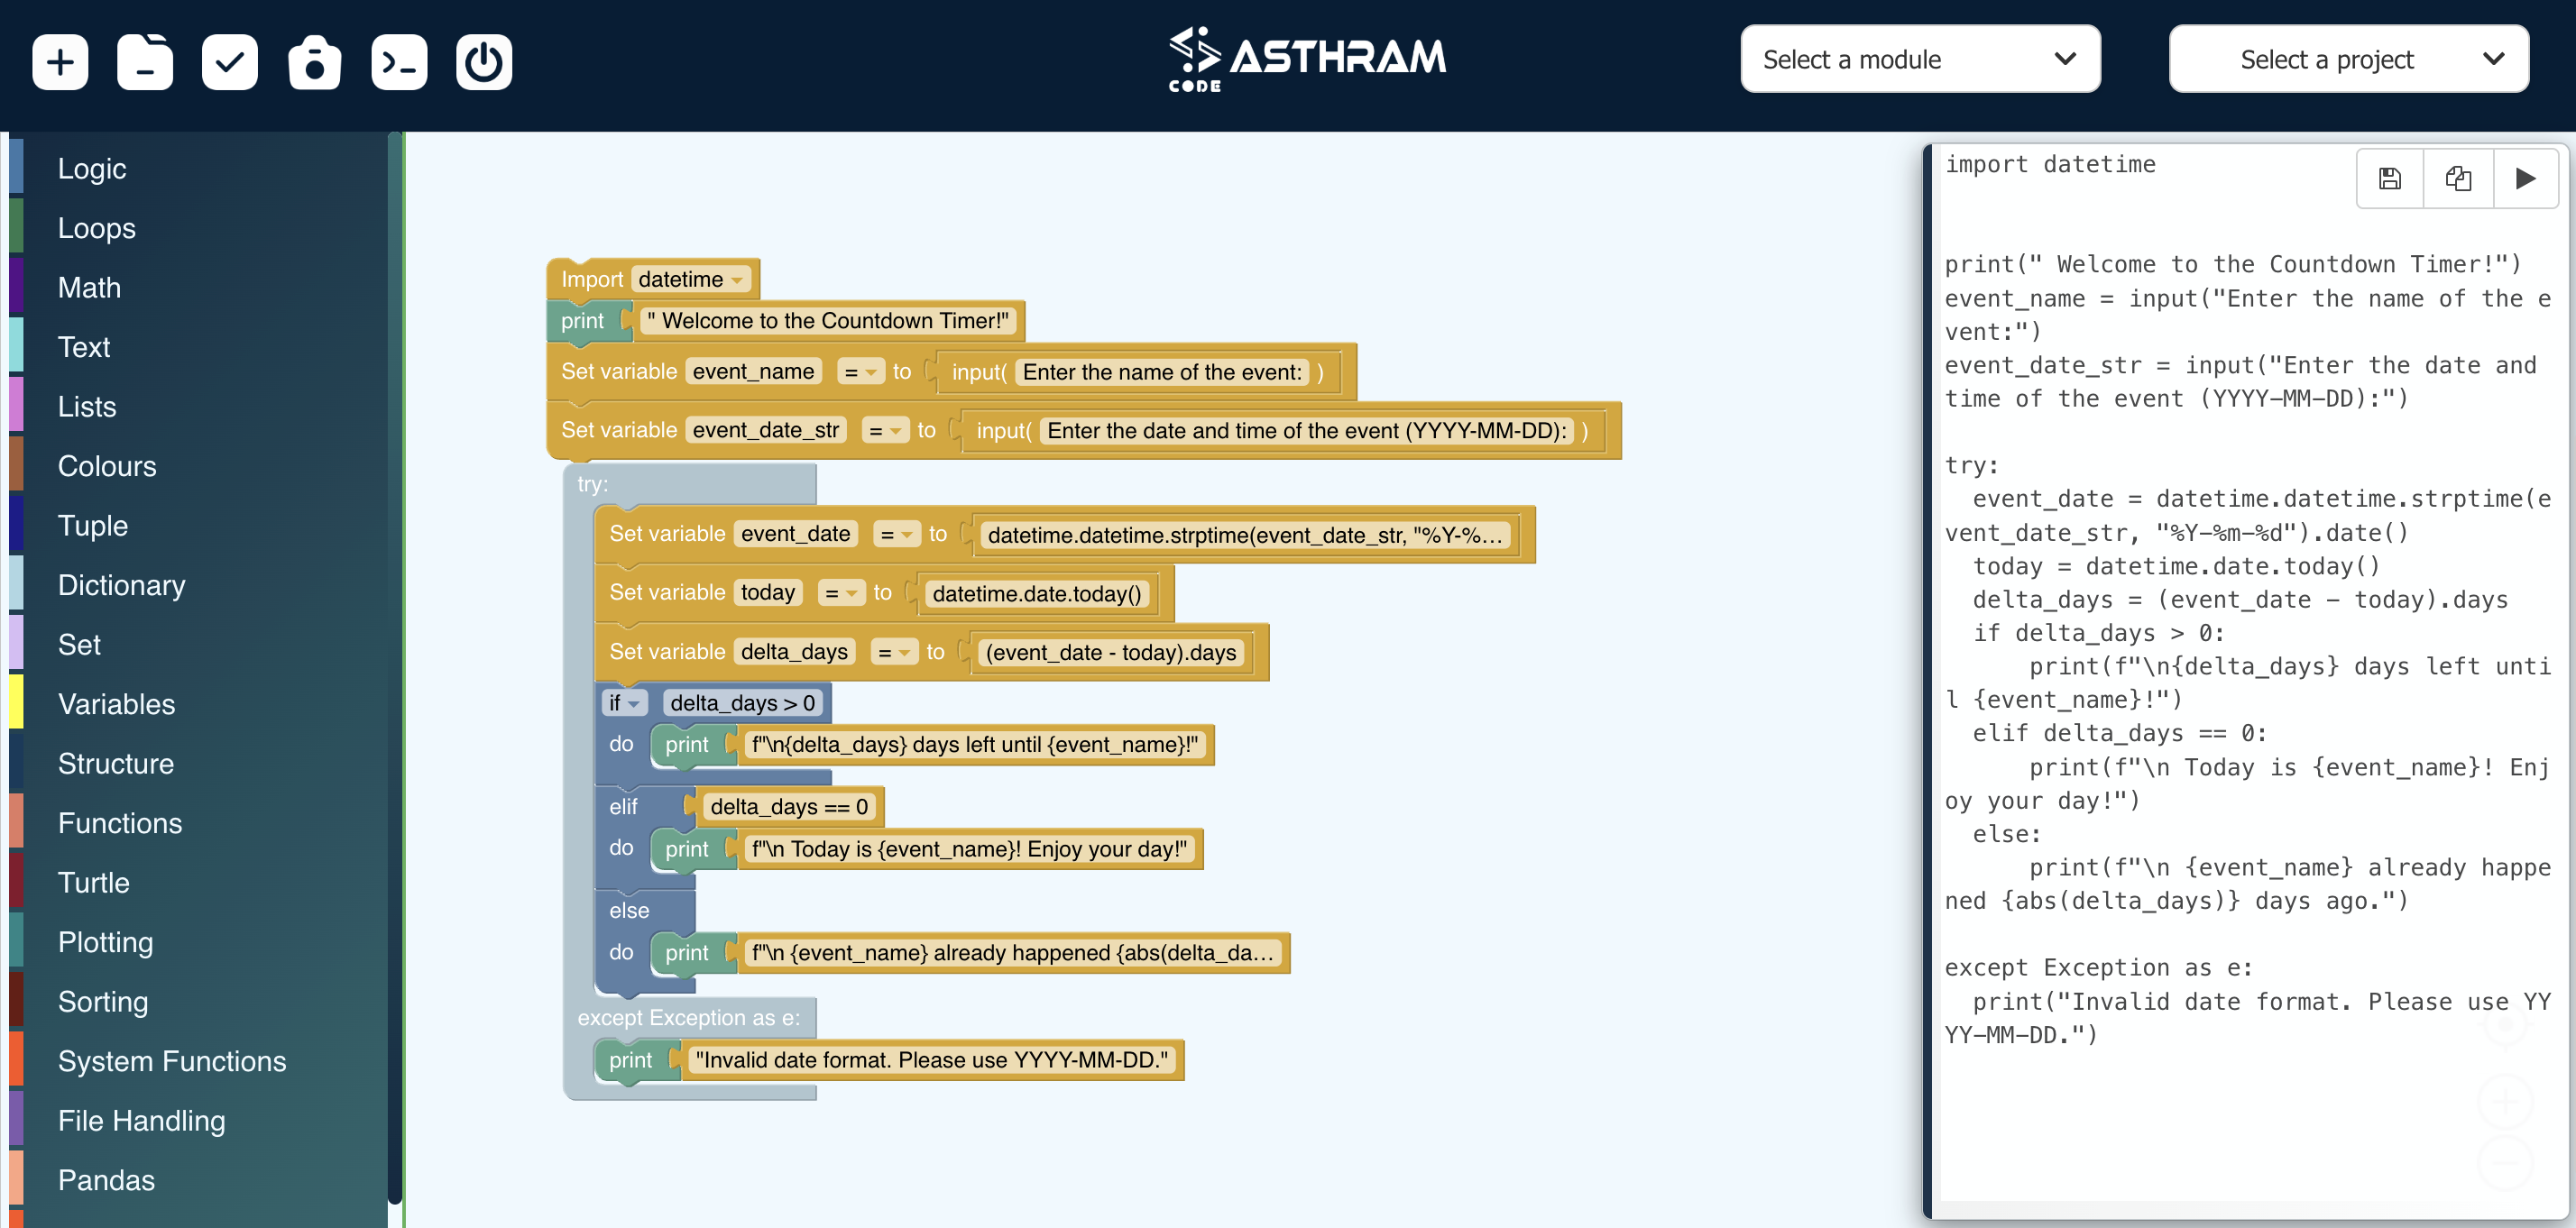 CODE ASTHRAM
Select a module
Select a project
Logic
Loops
Math
Text
Lists
Colours
Tuple
Dictionary
Set
Variables
Structure
Functions
Turtle
Plotting
Sorting
System Functions
File Handling
Pandas
Import datetime
print " Welcome to the Countdown Timer!"
Set variable event_name = to input( Enter the name of the event: )
Set variable event_date_str = to input( Enter the date and time of the event (YYYY-MM-DD): )
try:
Set variable event_date = to datetime.datetime.strptime(event_date_str, "%Y-%...
Set variable today = to datetime.date.today()
Set variable delta_days = to (event_date - today).days
if delta_days > 0
do print f"\n{delta_days} days left until {event_name}!"
elif delta_days == 0
do print f"\n Today is {event_name}! Enjoy your day!"
else
do print f"\n {event_name} already happened {abs(delta_da...
except Exception as e:
print "Invalid date format. Please use YYYY-MM-DD."
import datetime
print(" Welcome to the Countdown Timer!")
event_name = input("Enter the name of the e
vent:")
event_date_str = input("Enter the date and
time of the event (YYYY-MM-DD):")
try:
  event_date = datetime.datetime.strptime(e
vent_date_str, "%Y-%m-%d").date()
  today = datetime.date.today()
  delta_days = (event_date - today).days
  if delta_days > 0:
      print(f"\n{delta_days} days left unti
l {event_name}!")
  elif delta_days == 0:
      print(f"\n Today is {event_name}! Enj
oy your day!")
  else:
      print(f"\n {event_name} already happe
ned {abs(delta_days)} days ago.")
except Exception as e:
  print("Invalid date format. Please use YY
YY-MM-DD.")